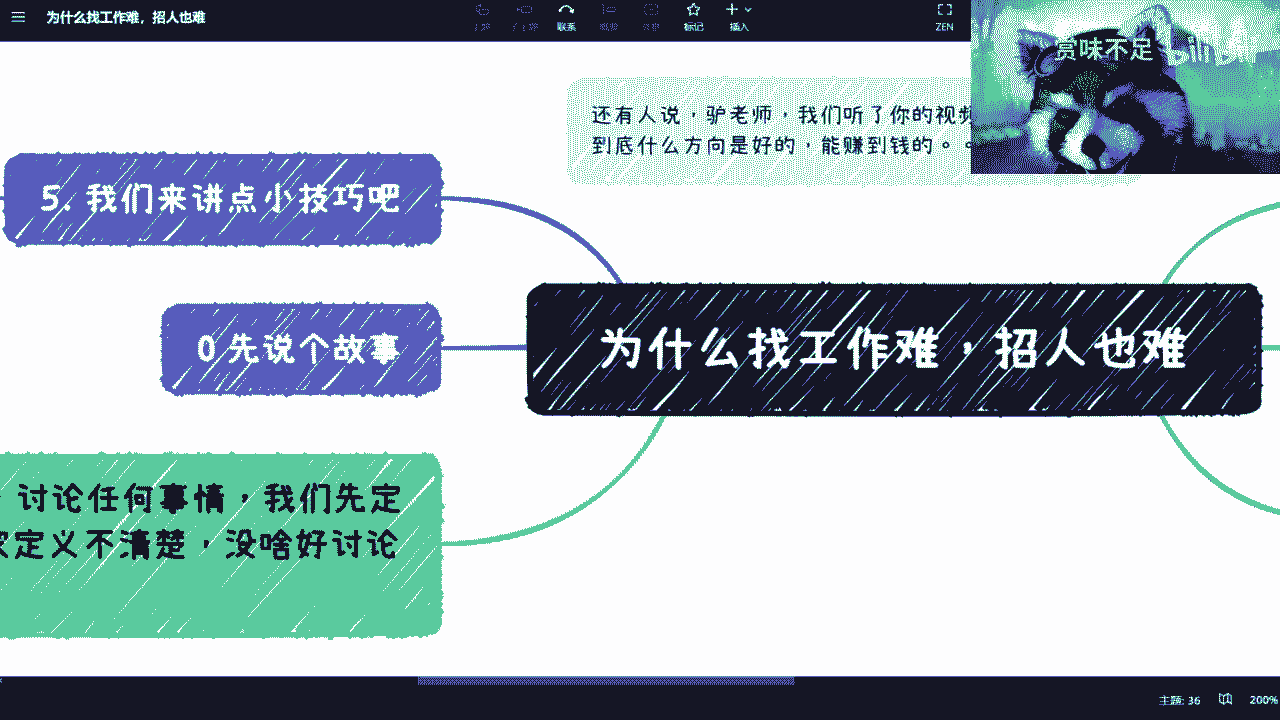 为什么找工作难，招人也难
联系
标记
插入
ZEN
赏味不足
bilibili
还有人说，驴老师，我们听了你的视频
到底什么方向是好的，能赚到钱的。
5. 我们来讲点小技巧吧
0 先说个故事
为什么找工作难，招人也难
讨论任何事情，我们先定
定义不清楚，没啥好讨论
主题: 36
200%